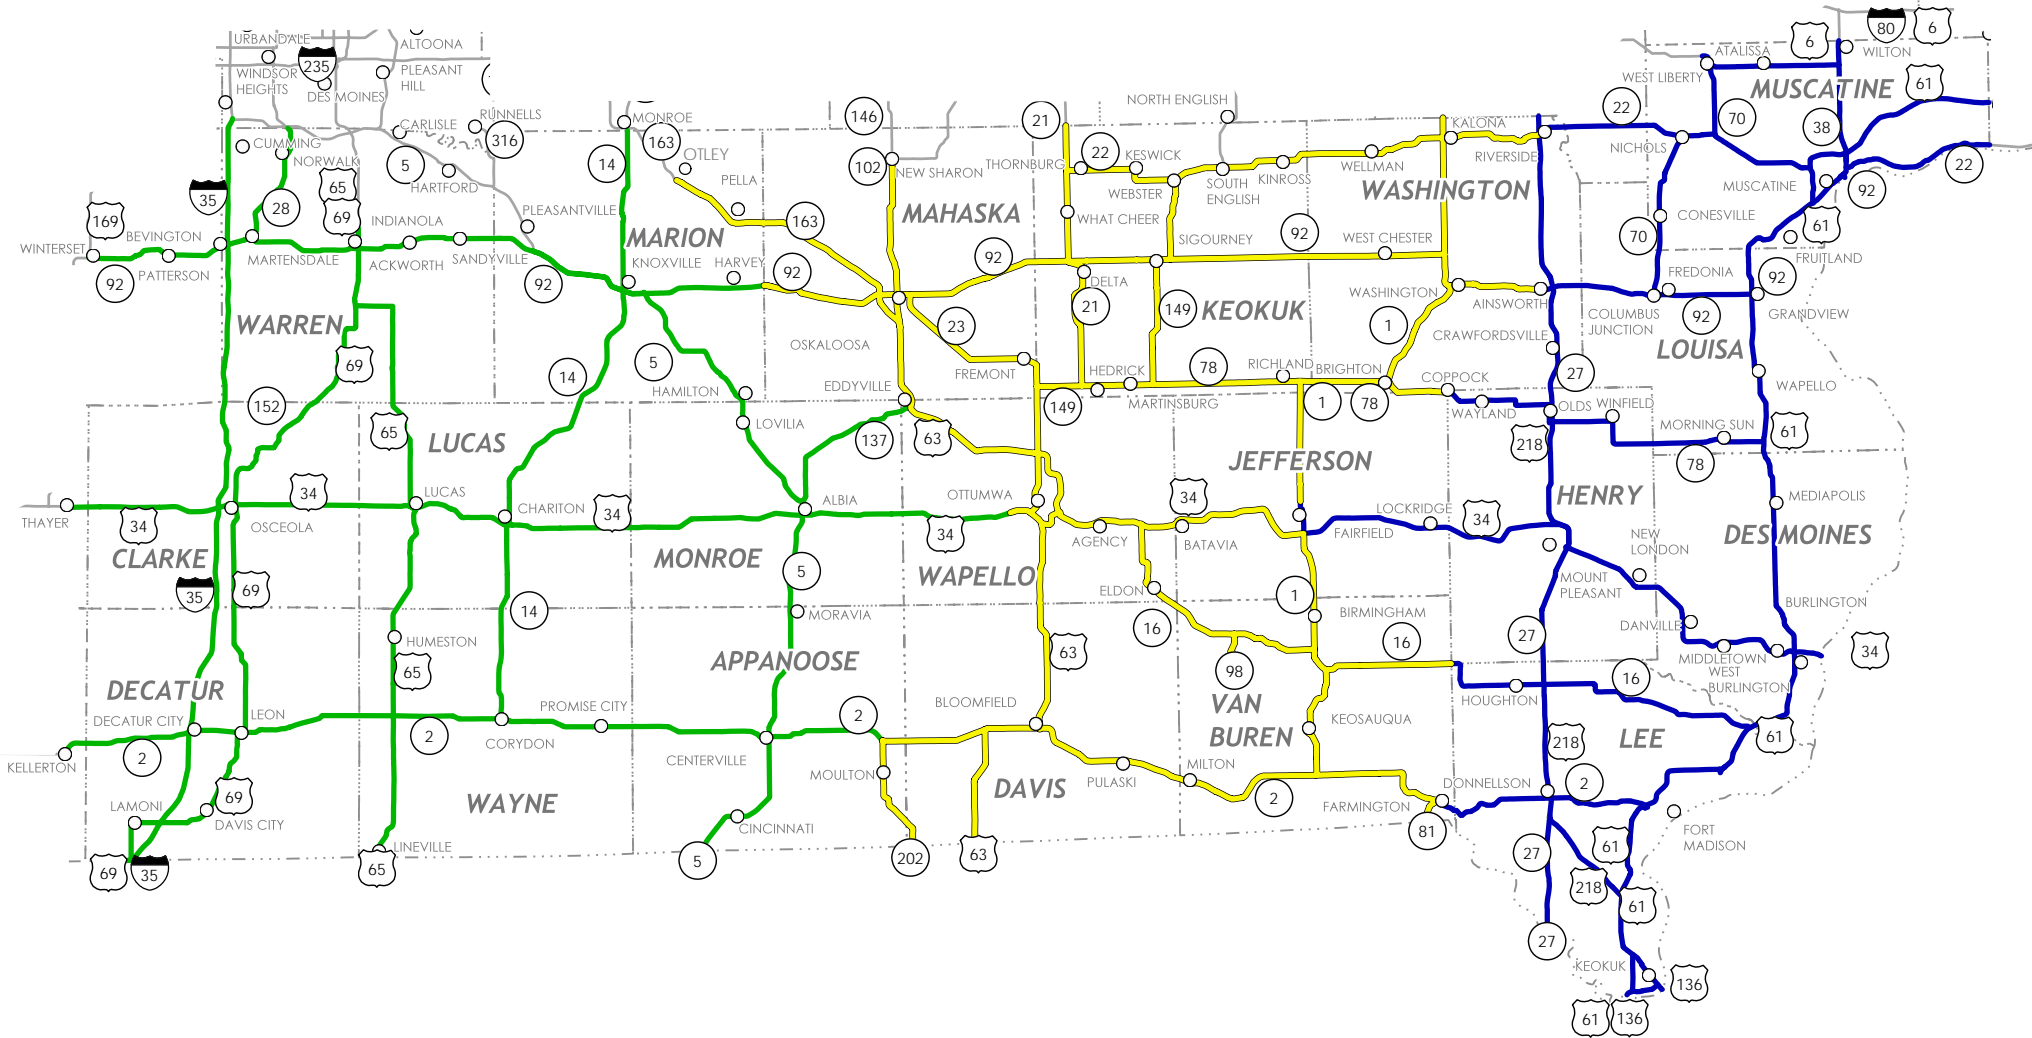 URBANDALE
ALTOONA
235
WINDSOR
HEIGHTS
PLEASANT
HILL
DES MOINES
RUNNELLS
CARLISLE
316
CUMMING
NORWALK
5
HARTFORD
65
69
35
28
169
BEVINGTON
WINTERSET
PATTERSON
92
MARTENSDALE
INDIANOLA
ACKWORTH
SANDYVILLE
PLEASANTVILLE
92
WARREN
69
152
65
MONROE
163
14
OTLEY
PELLA
163
MARION
KNOXVILLE
HARVEY
92
14
5
HAMILTON
LOVILIA
146
102
NEW SHARON
MAHASKA
92
23
OSKALOOSA
FREMONT
EDDYVILLE
137
63
21
22
THORNBURG
KESWICK
NORTH ENGLISH
WEBSTER
SOUTH
ENGLISH
KINROSS
WELLMAN
KALONA
RIVERSIDE
WASHINGTON
WHAT CHEER
SIGOURNEY
92
WEST CHESTER
DELTA
21
149
KEOKUK
WASHINGTON
AINSWORTH
1
CRAWFORDSVILLE
HEDRICK
78
RICHLAND
BRIGHTON
COPPOCK
MARTINSBURG
149
1
78
WAYLAND
27
OLDS
WINFIELD
218
80
6
6
ATALISSA
WILTON
WEST LIBERTY
MUSCATINE
61
22
70
38
NICHOLS
MUSCATINE
92
22
61
CONESVILLE
70
FRUITLAND
FREDONIA
92
GRANDVIEW
COLUMBUS
JUNCTION
92
LOUISA
WAPELLO
MORNING SUN
61
78
LUCAS
34
LUCAS
THAYER
34
OSCEOLA
CHARITON
34
ALBIA
OTTUMWA
34
CLARKE
MONROE
WAPELLO
35
69
5
14
MORAVIA
HUMESTON
65
APPANOOSE
JEFFERSON
34
AGENCY
BATAVIA
FAIRFIELD
LOCKRIDGE
34
HENRY
MEDIAPOLIS
DES MOINES
NEW
LONDON
MOUNT
PLEASANT
ELDON
16
1
BIRMINGHAM
16
27
DANVILLE
BURLINGTON
MIDDLETOWN
WEST
BURLINGTON
34
63
98
DECATUR
DECATUR CITY
LEON
2
KELLERTON
2
CORYDON
PROMISE CITY
2
BLOOMFIELD
VAN
BUREN
KEOSAUQUA
HOUGHTON
16
61
CENTERVILLE
MOULTON
PULASKI
MILTON
218
LEE
LAMONI
69
DAVIS CITY
WAYNE
DAVIS
2
DONNELLSON
2
FARMINGTON
81
CINCINNATI
LINEVILLE
69
35
65
5
202
63
27
61
FORT
MADISON
218
61
27
KEOKUK
136
61
136